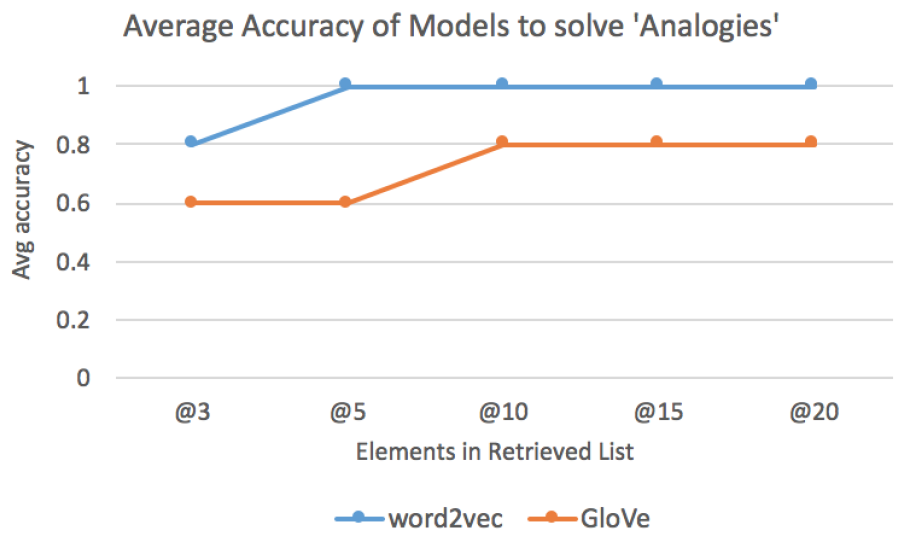 Average Accuracy of Models to solve 'Analogies'
1
0.8
0.6
0.4
0.2
0
Avg accuracy
@3 @5 @10 @15 @20
Elements in Retrieved List
word2vec GloVe